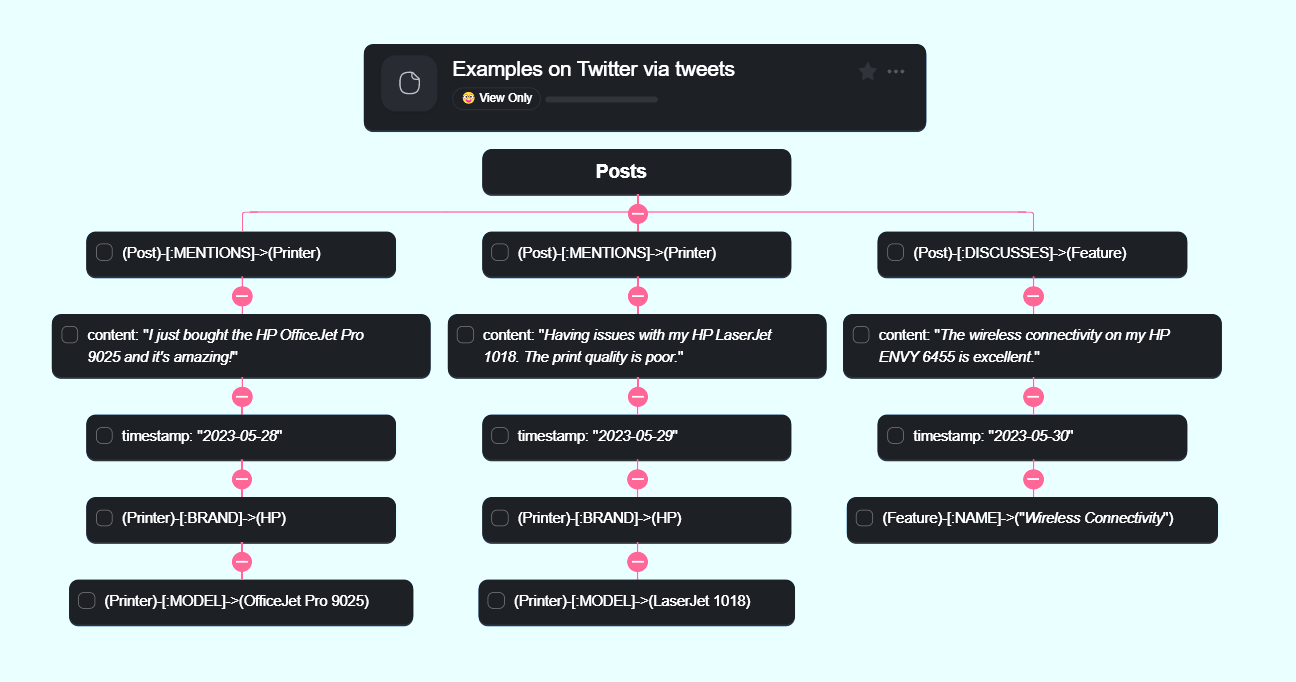 Examples on Twitter via tweets
View Only
Posts
(Post)-[:MENTIONS]->(Printer)
(Post)-[:MENTIONS]->(Printer)
(Post)-[:DISCUSSES]->(Feature)
content: "I just bought the HP OfficeJet Pro
9025 and it's amazing!"
content: "Having issues with my HP LaserJet
1018. The print quality is poor."
content: "The wireless connectivity on my HP
ENVY 6455 is excellent."
timestamp: "2023-05-28"
timestamp: "2023-05-29"
timestamp: "2023-05-30"
(Printer)-[:BRAND]->(HP)
(Printer)-[:BRAND]->(HP)
(Feature)-[:NAME]->("Wireless Connectivity")
(Printer)-[:MODEL]->(OfficeJet Pro 9025)
(Printer)-[:MODEL]->(LaserJet 1018)